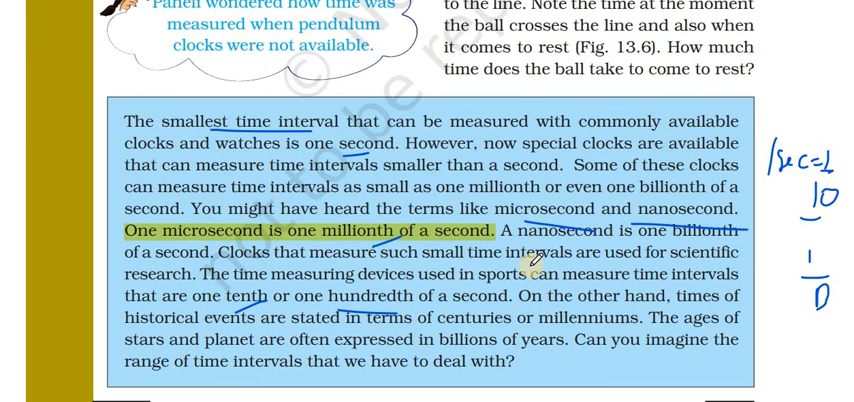 Paheli wondered how time was
measured when pendulum
clocks were not available.
to the line. Note the time at the moment
the ball crosses the line and also when
it comes to rest (Fig. 13.6). How much
time does the ball take to come to rest?
The smallest time interval that can be measured with commonly available
clocks and watches is one second. However, now special clocks are available
that can measure time intervals smaller than a second. Some of these clocks
can measure time intervals as small as one millionth or even one billionth of a
second. You might have heard the terms like microsecond and nanosecond.
One microsecond is one millionth of a second. A nanosecond is one billionth
of a second. Clocks that measure such small time intervals are used for scientific
research. The time measuring devices used in sports can measure time intervals
that are one tenth or one hundredth of a second. On the other hand, times of
historical events are stated in terms of centuries or millenniums. The ages of
stars and planet are often expressed in billions of years. Can you imagine the
range of time intervals that we have to deal with?
1sec=1
10
1
not to be